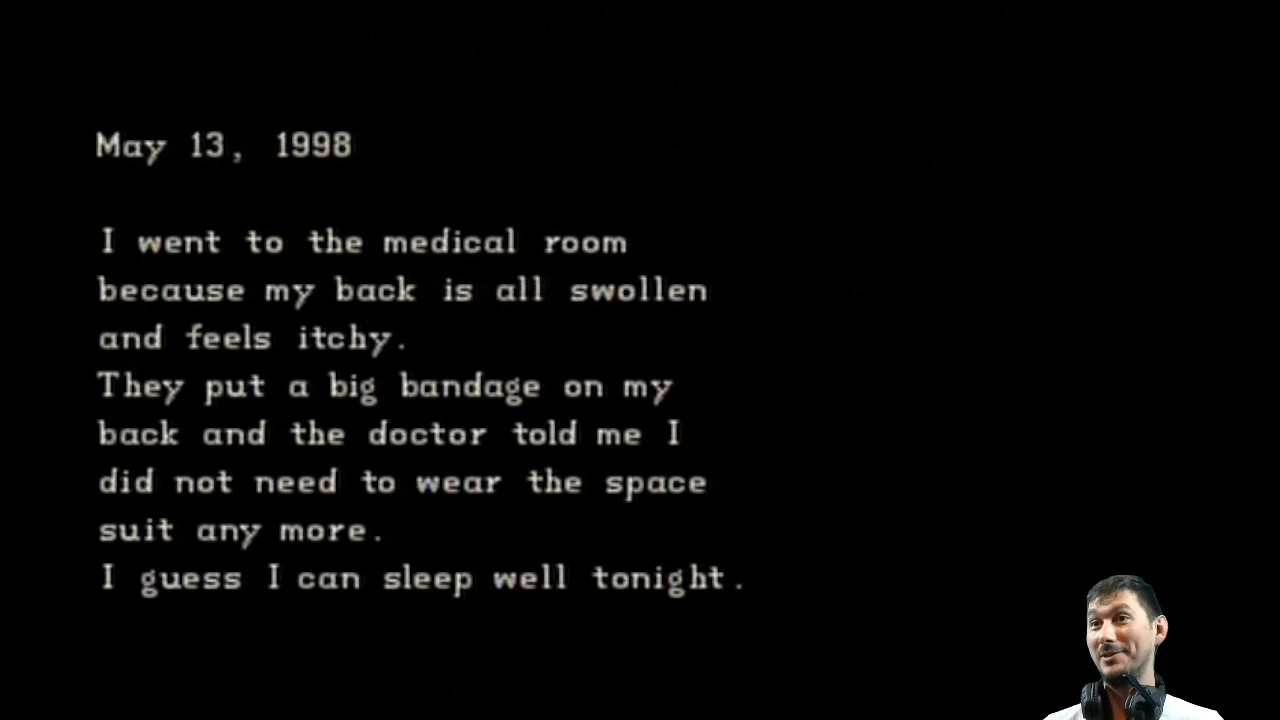 May 13, 1998
I went to the medical room
because my back is all swollen
and feels itchy.
They put a big bandage on my
back and the doctor told me I
did not need to wear the space
suit any more.
I guess I can sleep well tonight.